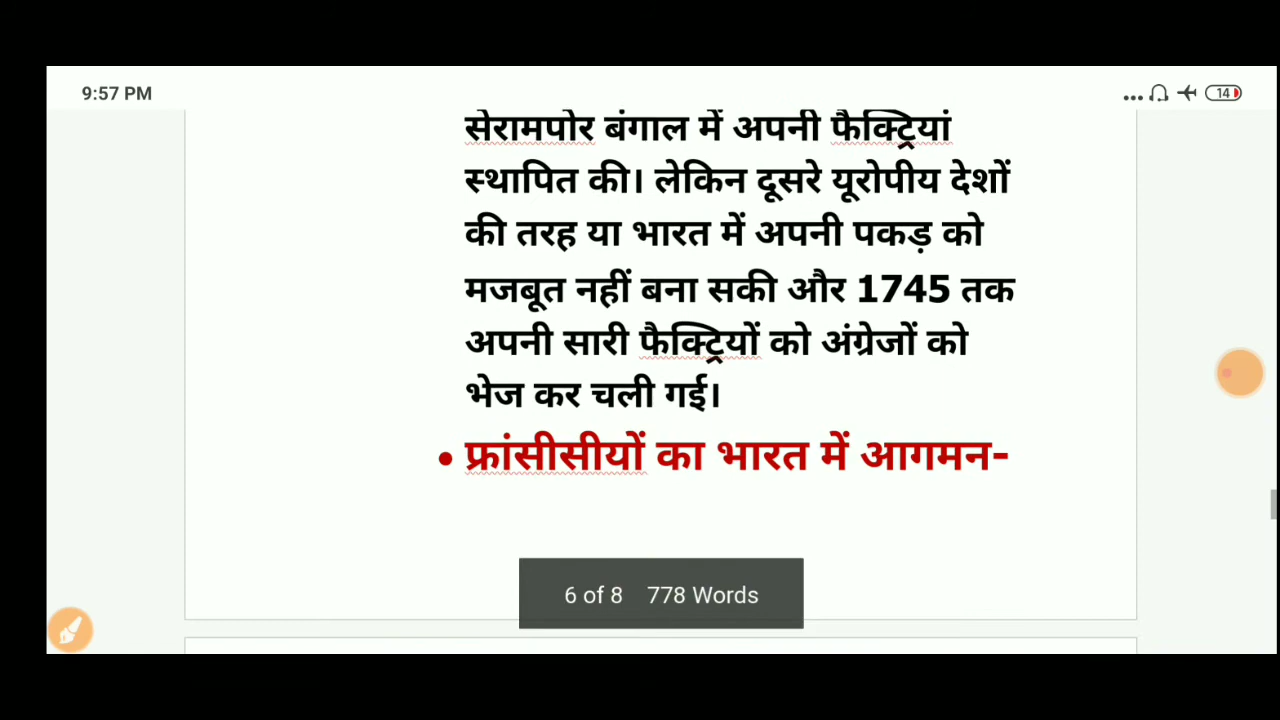 9:57 PM
14
सेरामपोर बंगाल में अपनी फैक्ट्रियां
स्थापित की। लेकिन दूसरे यूरोपीय देशों
की तरह या भारत में अपनी पकड़ को
मजबूत नहीं बना सकी और 1745 तक
अपनी सारी फैक्ट्रियों को अंग्रेजों को
भेज कर चली गई।
• फ्रांसीसीयों का भारत में आगमन-
6 of 8 778 Words